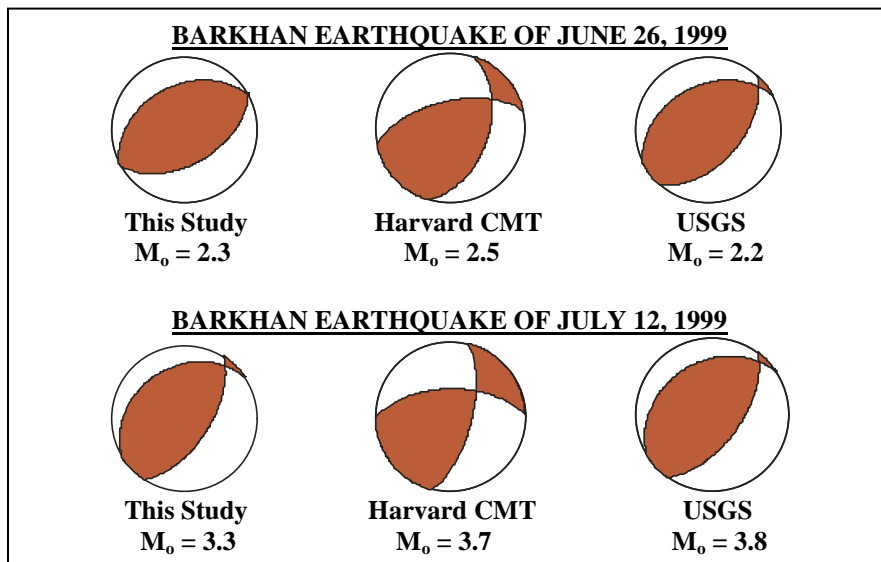 BARKHAN EARTHQUAKE OF JUNE 26, 1999
This Study Harvard CMT USGS
Mₒ = 2.3 Mₒ = 2.5 Mₒ = 2.2
BARKHAN EARTHQUAKE OF JULY 12, 1999
This Study Harvard CMT USGS
Mₒ = 3.3 Mₒ = 3.7 Mₒ = 3.8